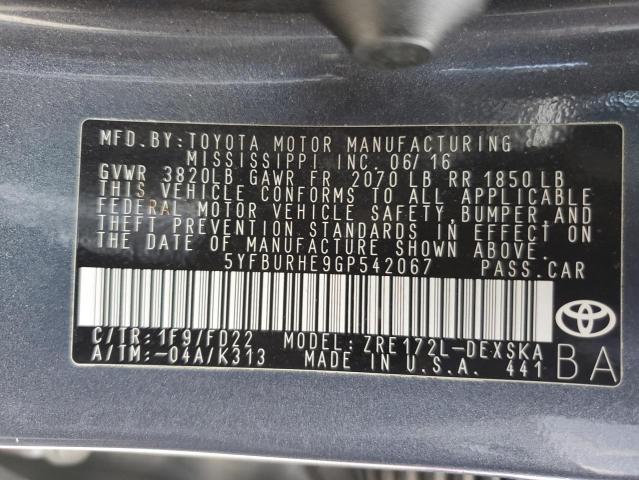 MFD. BY: TOYOTA MOTOR MANUFACTURING
MISSISSIPPI INC. 06/16
GVWR 3820LB GAWR FR 2070 LB RR 1850 LB
THIS VEHICLE CONFORMS TO ALL APPLICABLE
FEDERAL MOTOR VEHICLE SAFETY, BUMPER, AND
THEFT PREVENTION STANDARDS IN EFFECT ON
THE DATE OF MANUFACTURE SHOWN ABOVE.
5YFBURHE9GP542067 PASS. CAR
C/TR: 1F9/FD22 MODEL: ZRE172L-DEXSKA
A/TM: -04A/K313 MADE IN U.S.A. 441
BA